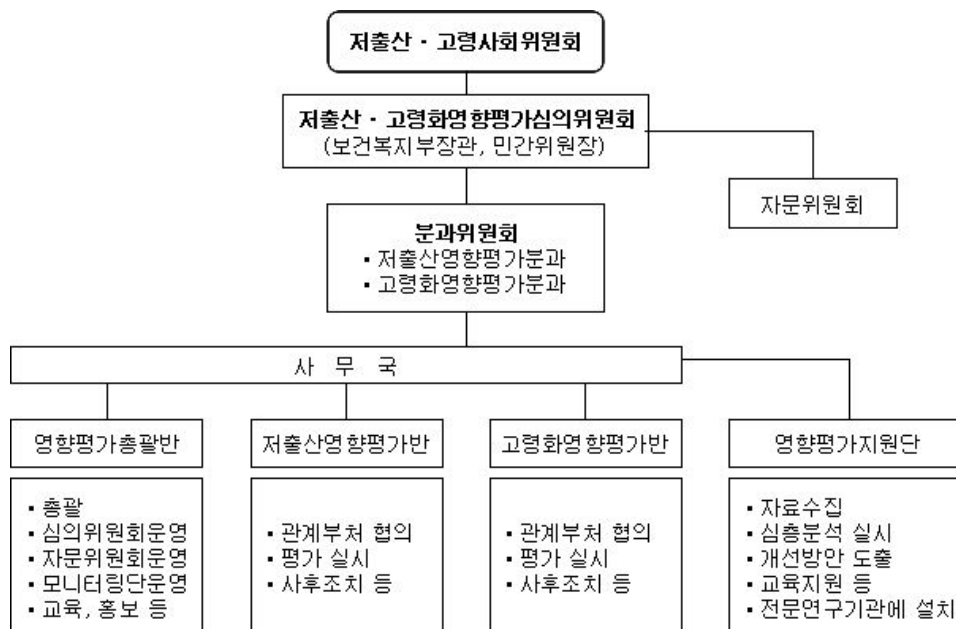 저출산 · 고령사회위원회
저출산 · 고령화영향평가심의위원회
(보건복지부장관, 민간위원장)
자문위원회
분과위원회
▪ 저출산영향평가분과
▪ 고령화영향평가분과
사 무 국
영향평가총괄반
저출산영향평가반
고령화영향평가반
영향평가지원단
▪ 총괄
▪ 심의위원회운영
▪ 자문위원회운영
▪ 모니터링단운영
▪ 교육, 홍보 등
▪ 관계부처 협의
▪ 평가 실시
▪ 사후조치 등
▪ 관계부처 협의
▪ 평가 실시
▪ 사후조치 등
▪ 자료수집
▪ 심층분석 실시
▪ 개선방안 도출
▪ 교육지원 등
▪ 전문연구기관에 설치